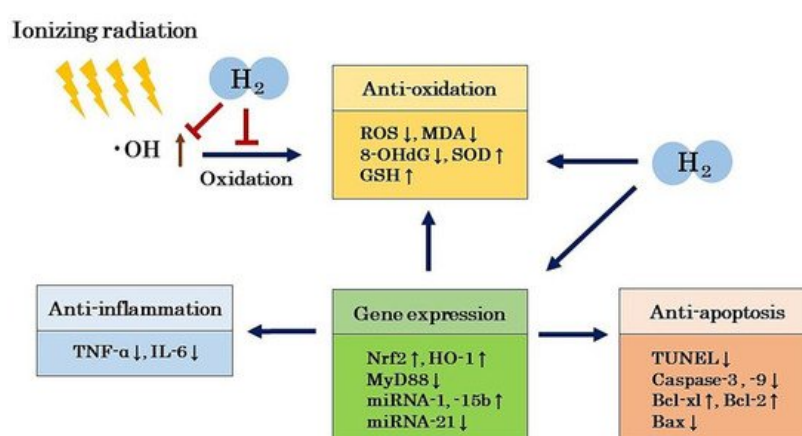 Ionizing radiation
H2
·OH ↑
Oxidation
Anti-oxidation
ROS ↓, MDA ↓
8-OHdG ↓, SOD ↑
GSH ↑
H2
Anti-inflammation
TNF-α ↓, IL-6 ↓
Gene expression
Nrf2 ↑, HO-1 ↑
MyD88 ↓
miRNA-1, -15b ↑
miRNA-21 ↓
Anti-apoptosis
TUNEL ↓
Caspase-3, -9 ↓
Bcl-xl ↑, Bcl-2 ↑
Bax ↓